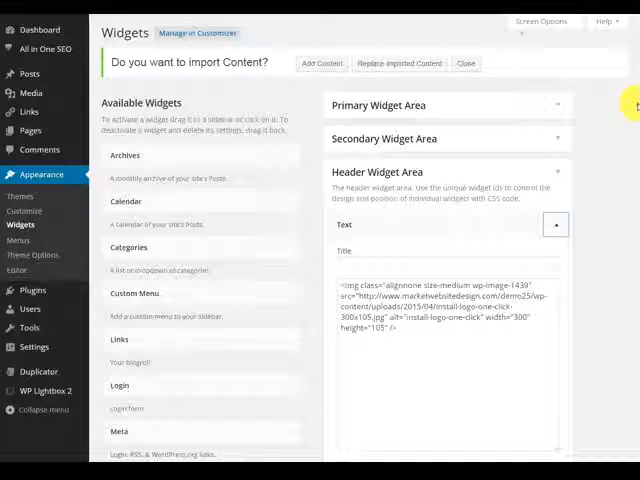 Screen Options
Help
Dashboard
All in One SEO
Posts
Media
Links
Pages
Comments
Appearance
Themes
Customize
Widgets
Menus
Theme Options
Editor
Plugins
Users
Tools
Settings
Duplicator
WP Lightbox 2
Collapse menu
Widgets
Manage in Customizer
Do you want to import Content?
Add Content
Replace Imported Content
Close
Available Widgets
To activate a widget drag it to a sidebar or click on it. To
deactivate a widget and delete its settings, drag it back.
Archives
A monthly archive of your site's Posts.
Calendar
A calendar of your site's Posts.
Categories
A list or dropdown of categories.
Custom Menu
Add a custom menu to your sidebar.
Links
Your blogroll
Login
Login form
Meta
Login, RSS, & WordPress.org links.
Primary Widget Area
Secondary Widget Area
Header Widget Area
The header widget area. Use the unique widget ids to control the
design and position of individual widgets with CSS code.
Text
Title:
<img class="alignnone size-medium wp-image-1439"
src="http://www.marketwebsitedesign.com/demo25/wp-
content/uploads/2015/04/install-logo-one-click-
300x105.jpg" alt="install-logo-one-click" width="300"
height="105" />